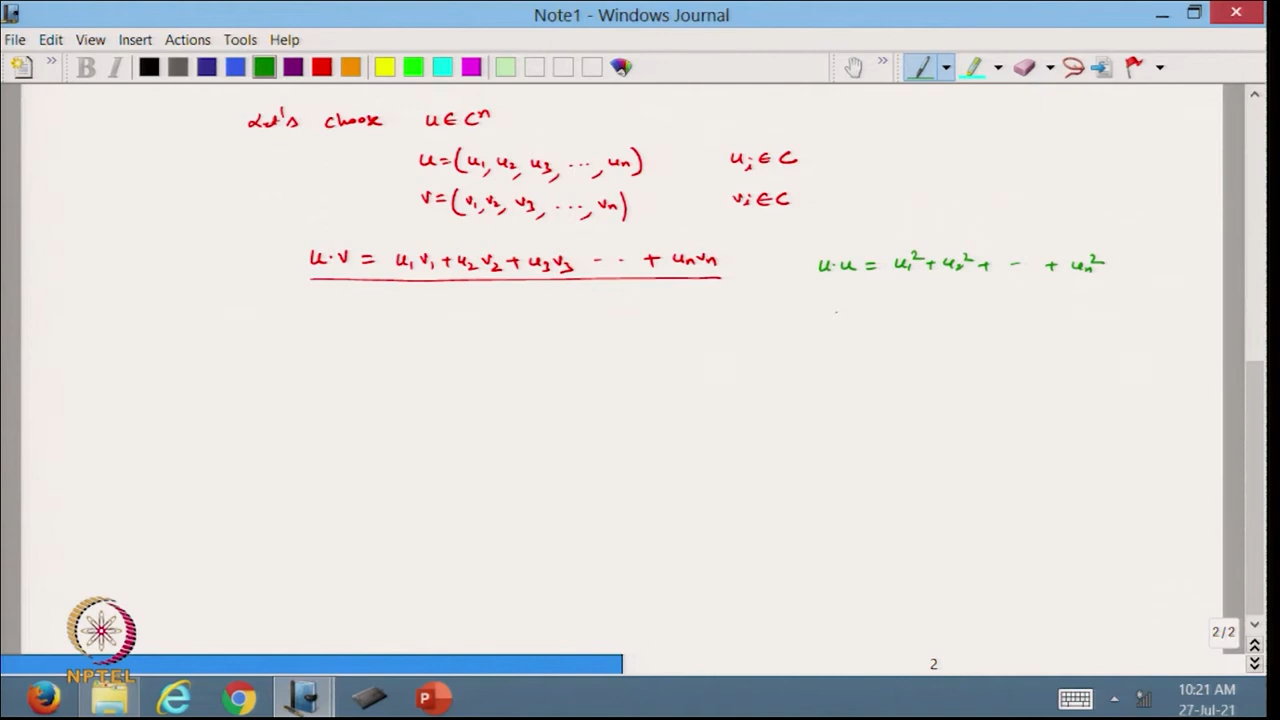 Note1 - Windows Journal
File Edit View Insert Actions Tools Help
Let's choose u ∈ Cⁿ
u = (u₁, u₂, u₃, ..., uₙ) uᵢ ∈ C
v = (v₁, v₂, v₃, ..., vₙ) vᵢ ∈ C
u·v = u₁v₁ + u₂v₂ + u₃v₃ - - + uₙvₙ u·u = u₁² + u₂² + - + uₙ²
2/2
2
NPTEL
10:21 AM
27-Jul-21